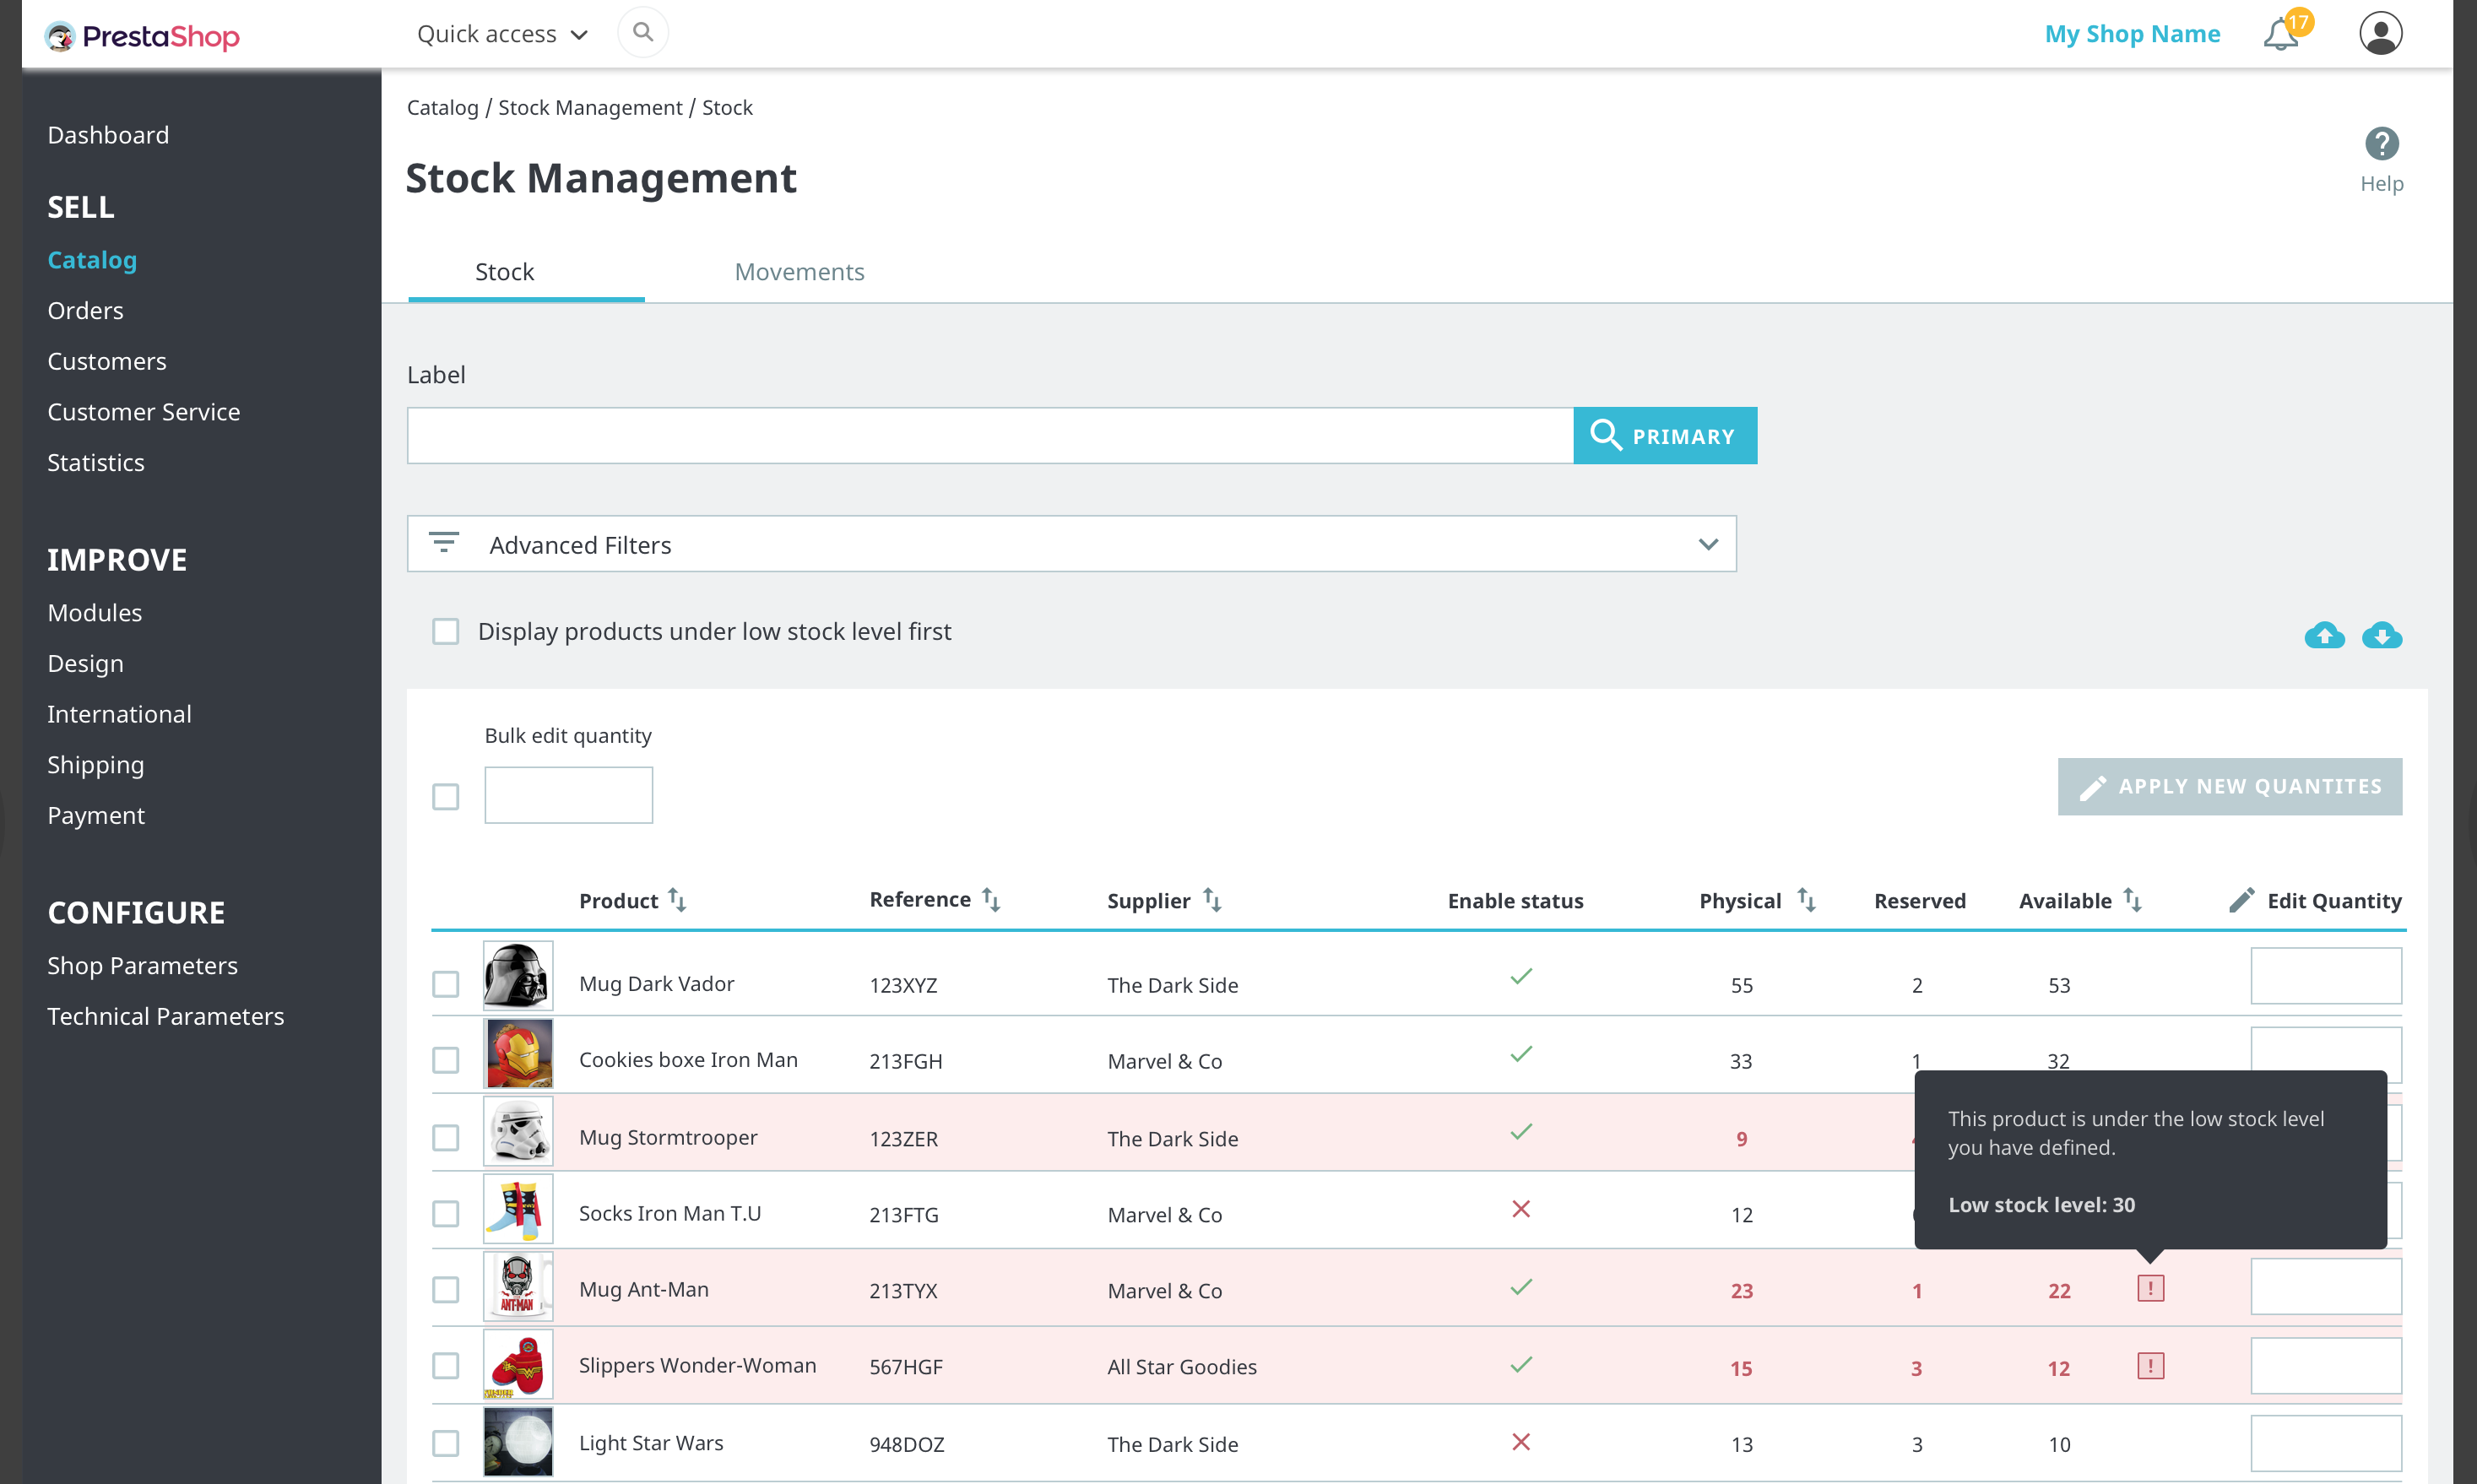 PrestaShop
Quick access
My Shop Name
17
Dashboard
SELL
Catalog
Orders
Customers
Customer Service
Statistics
IMPROVE
Modules
Design
International
Shipping
Payment
CONFIGURE
Shop Parameters
Technical Parameters
Catalog / Stock Management / Stock
Stock Management
Help
Stock Movements
Label
PRIMARY
Advanced Filters
Display products under low stock level first
Bulk edit quantity
APPLY NEW QUANTITES
Product Reference Supplier Enable status Physical Reserved Available Edit Quantity
Mug Dark Vador 123XYZ The Dark Side 55 2 53
Cookies boxe Iron Man 213FGH Marvel & Co 33 1 32
Mug Stormtrooper 123ZER The Dark Side 9
Socks Iron Man T.U 213FTG Marvel & Co 12
This product is under the low stock level
you have defined.
Low stock level: 30
ANT-MAN
Mug Ant-Man 213TYX Marvel & Co 23 1 22 !
Slippers Wonder-Woman 567HGF All Star Goodies 15 3 12 !
Light Star Wars 948DOZ The Dark Side 13 3 10